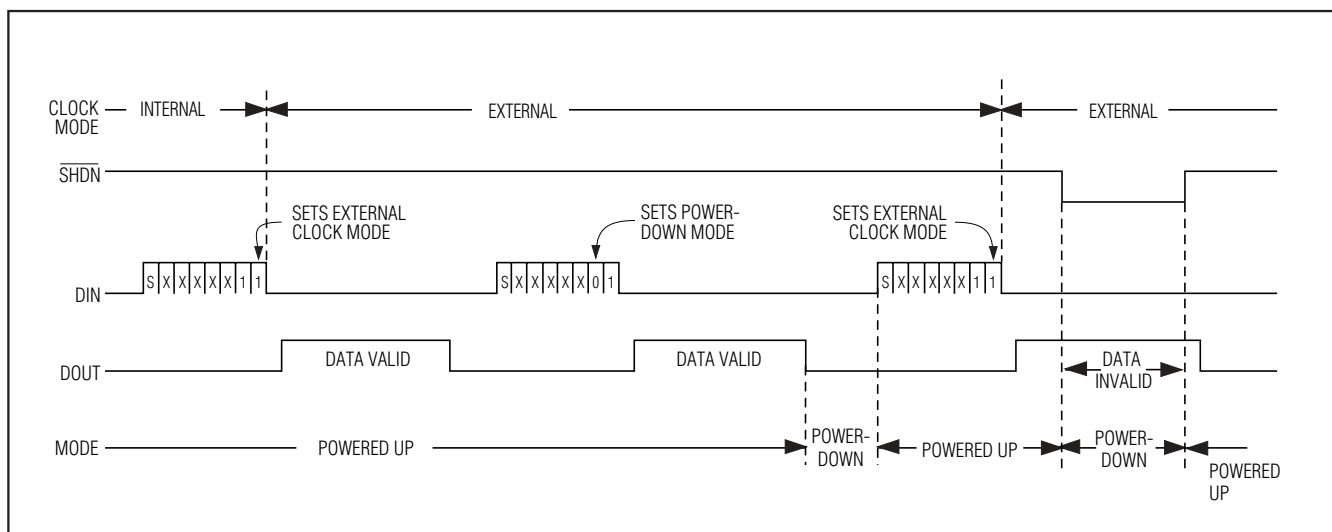 CLOCK MODE
INTERNAL
EXTERNAL
EXTERNAL
SHDN
SETS EXTERNAL
CLOCK MODE
SETS POWER-
DOWN MODE
SETS EXTERNAL
CLOCK MODE
DIN
S X X X X X 1 1
S X X X X X 0 1
S X X X X X 1 1
DOUT
DATA VALID
DATA VALID
DATA
INVALID
MODE
POWERED UP
POWER-
DOWN
POWERED UP
POWER-
DOWN
POWERED
UP